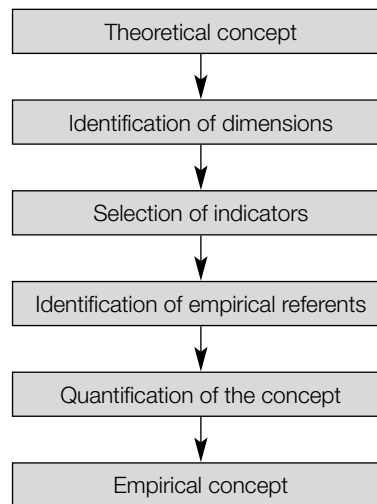 Theoretical concept
Identification of dimensions
Selection of indicators
Identification of empirical referents
Quantification of the concept
Empirical concept